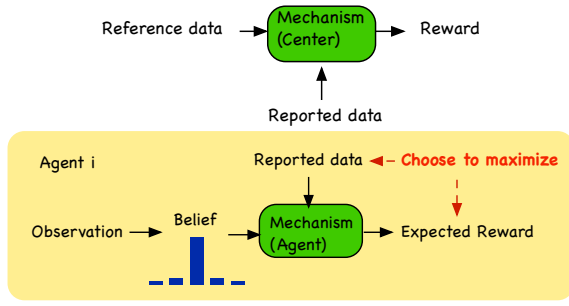 Reference data
Mechanism
(Center)
Reward
Reported data
Agent i
Reported data
Choose to maximize
Observation
Belief
Mechanism
(Agent)
Expected Reward